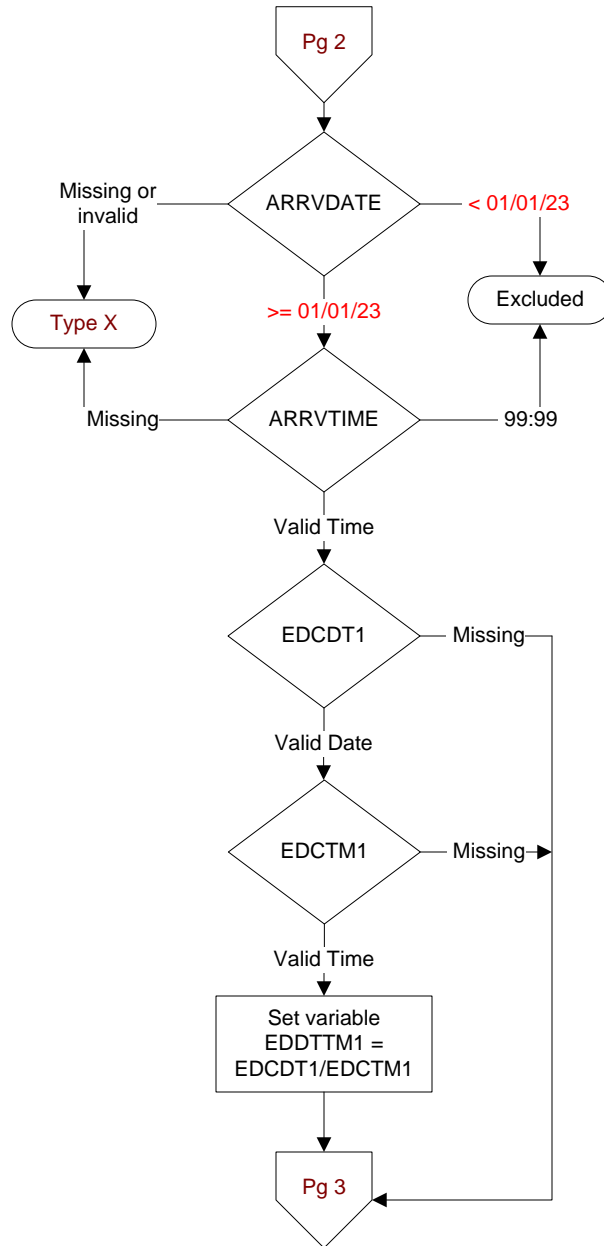 Pg 2
ARRVDATE
Missing or
invalid
< 01/01/23
Excluded
Type X
>= 01/01/23
ARRVTIME
Missing
99:99
Valid Time
EDCDT1
Missing
Valid Date
EDCTM1
Missing
Valid Time
Set variable
EDDTTM1 =
EDCDT1/EDCTM1
Pg 3